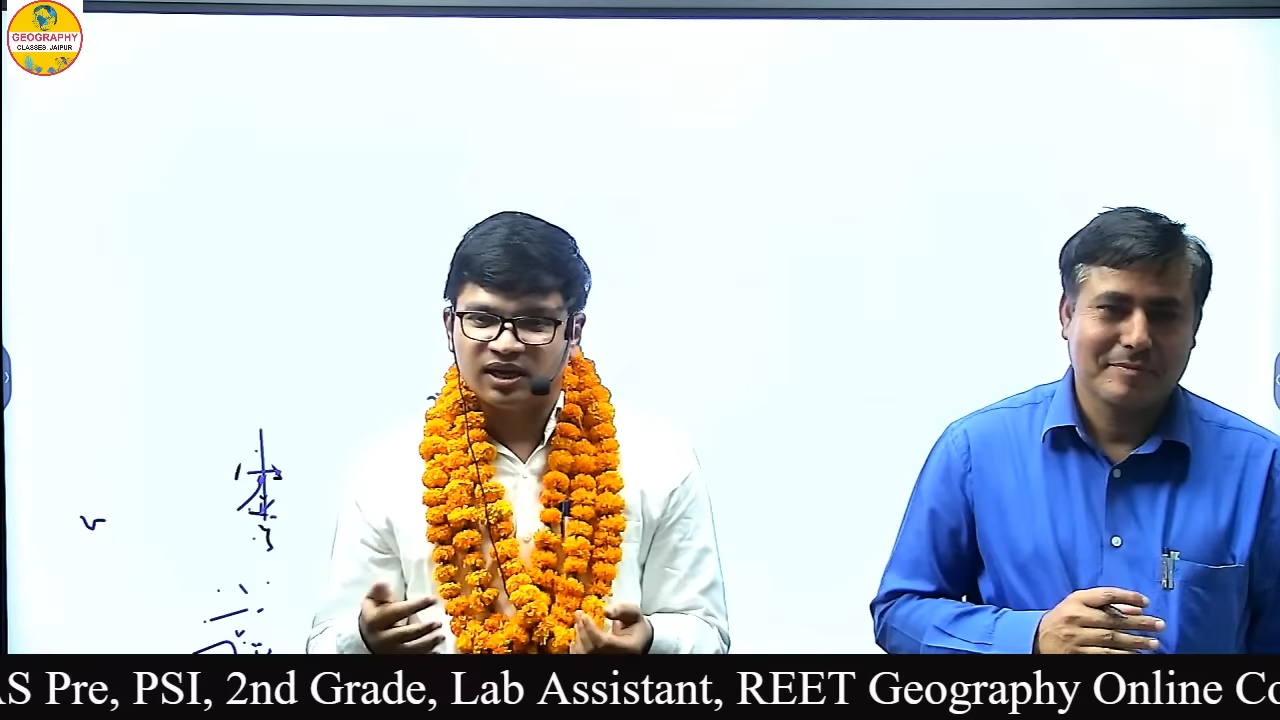 GEOGRAPHY
CLASSES JAIPUR
AS Pre, PSI, 2nd Grade, Lab Assistant, REET Geography Online Co